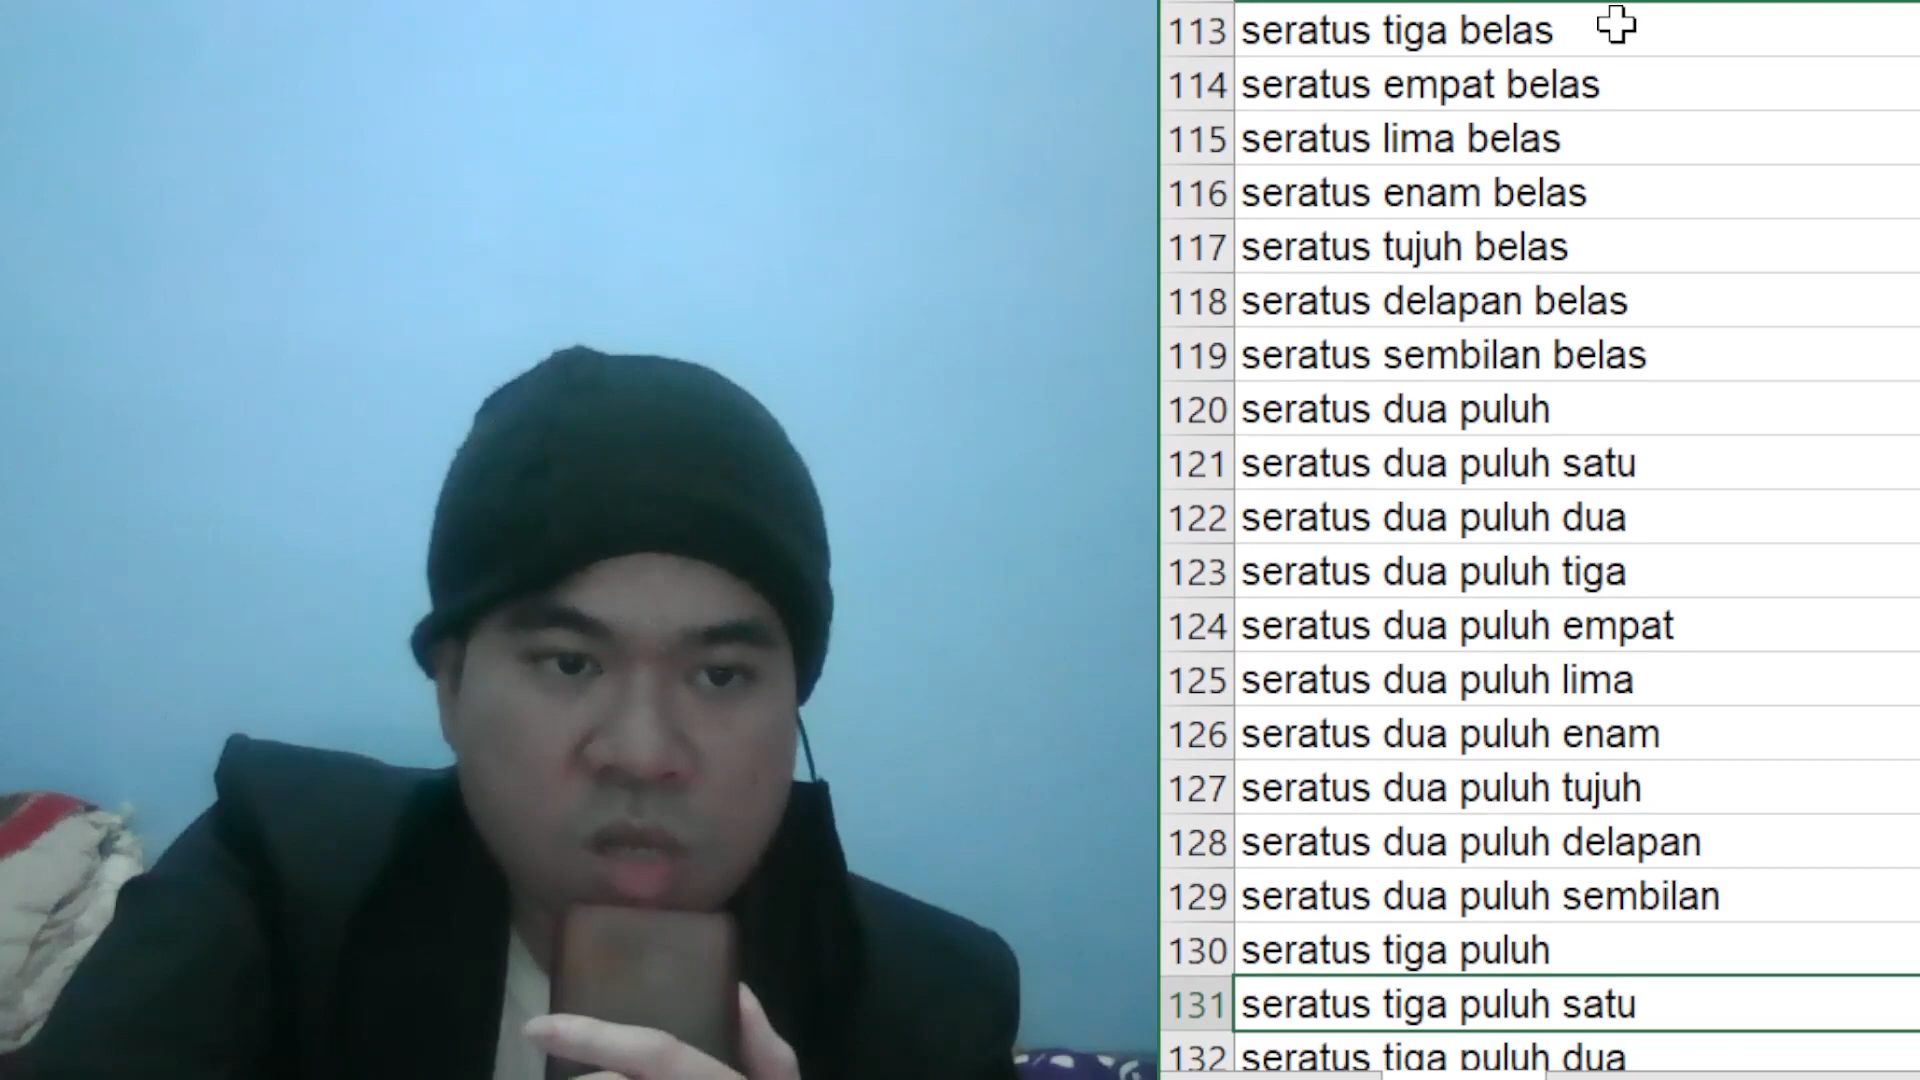 113 seratus tiga belas
114 seratus empat belas
115 seratus lima belas
116 seratus enam belas
117 seratus tujuh belas
118 seratus delapan belas
119 seratus sembilan belas
120 seratus dua puluh
121 seratus dua puluh satu
122 seratus dua puluh dua
123 seratus dua puluh tiga
124 seratus dua puluh empat
125 seratus dua puluh lima
126 seratus dua puluh enam
127 seratus dua puluh tujuh
128 seratus dua puluh delapan
129 seratus dua puluh sembilan
130 seratus tiga puluh
131 seratus tiga puluh satu
132 seratus tiga puluh dua